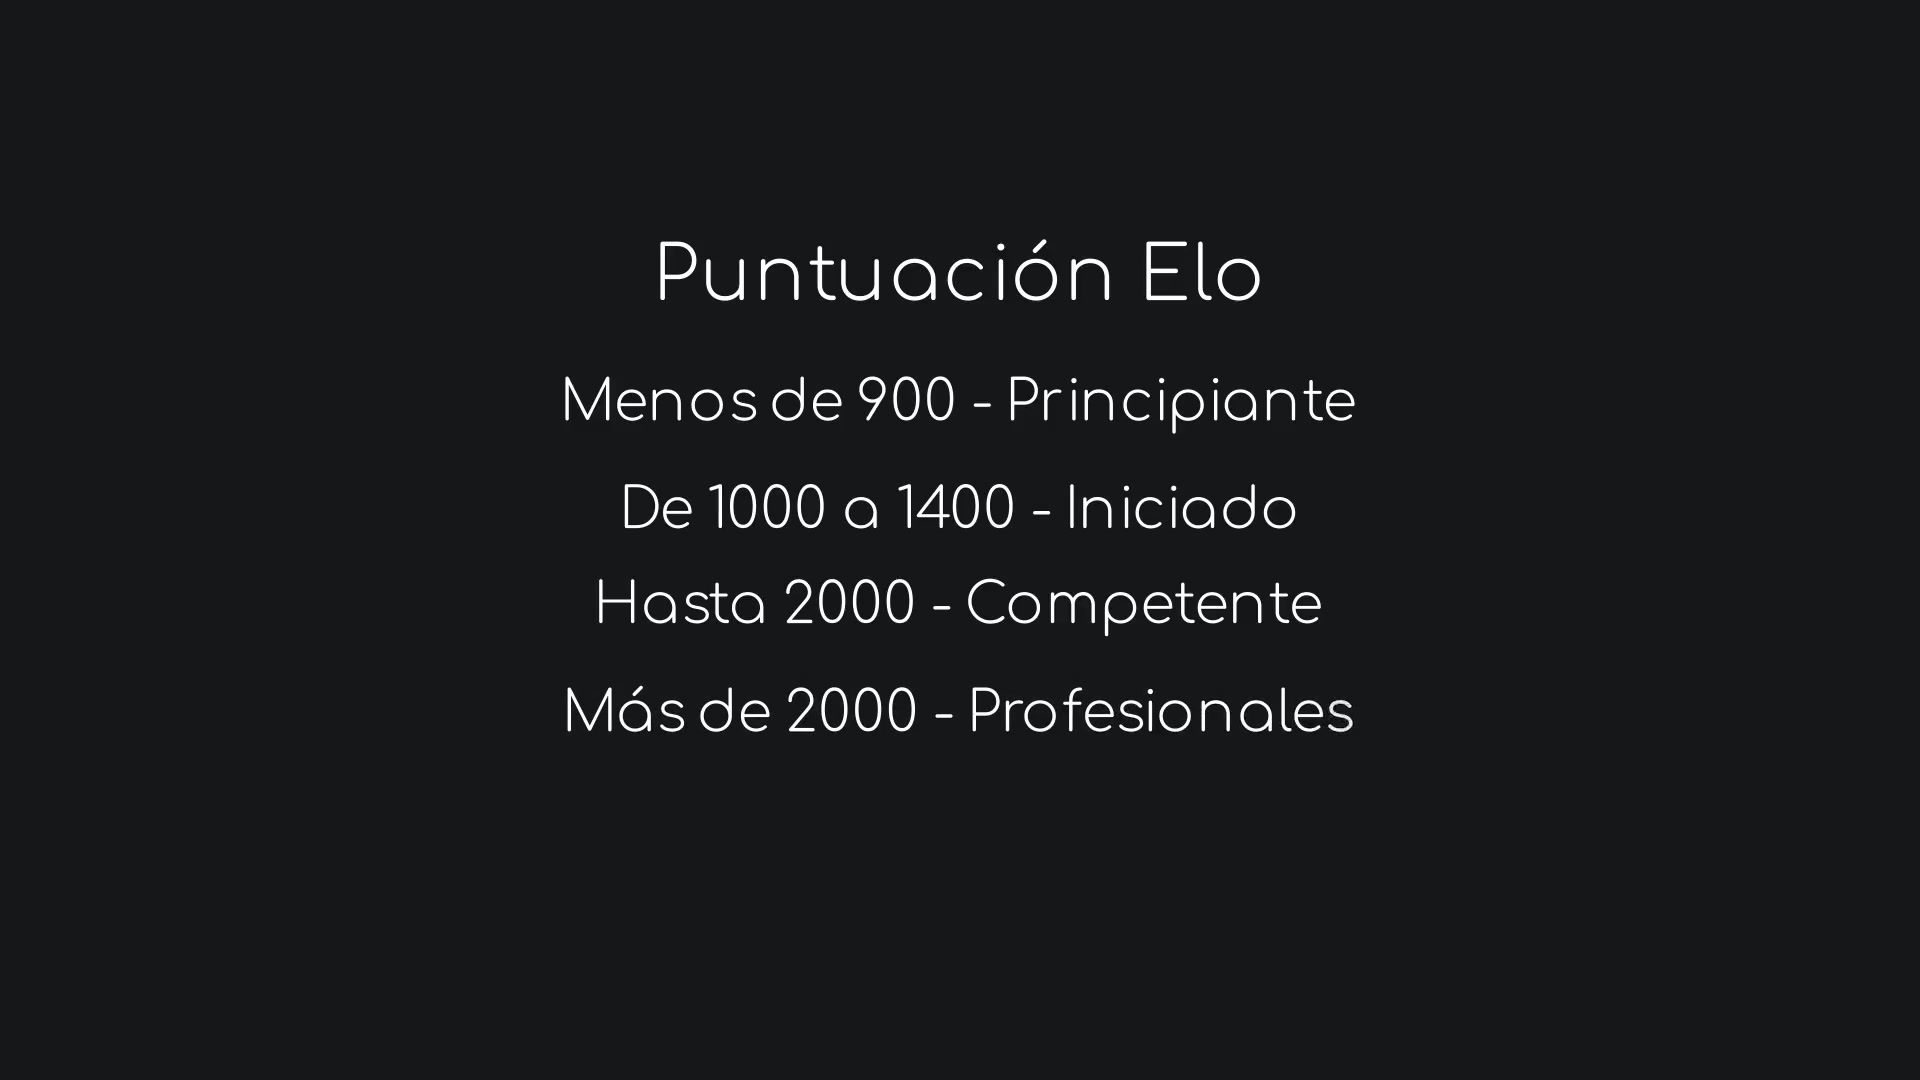 Puntuación Elo
Menos de 900 - Principiante
De 1000 a 1400 - Iniciado
Hasta 2000 - Competente
Más de 2000 - Profesionales